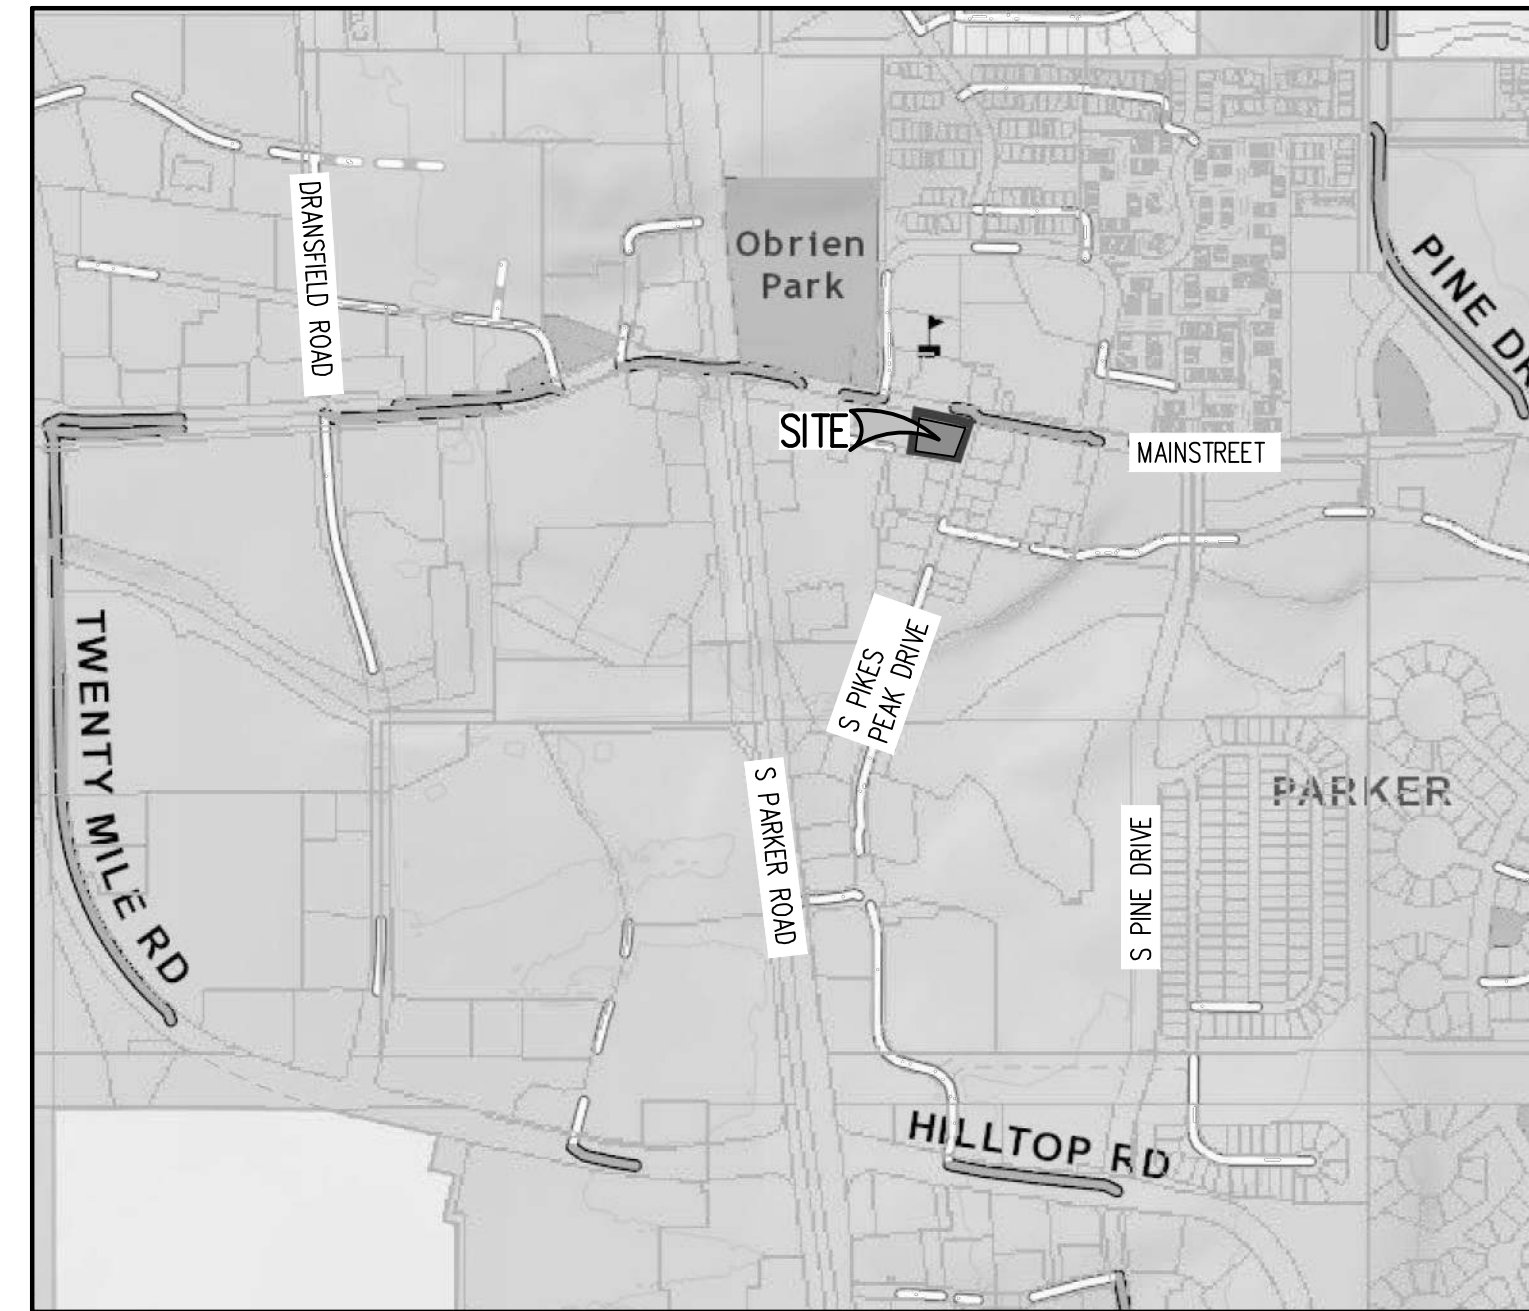 DRANSFIELD ROAD
Obrien
Park
PINE DR
SITE
MAINSTREET
TWENTY MILE RD
S PIKES
PEAK DRIVE
S PARKER ROAD
S PINE DRIVE
PARKER
HILLTOP RD